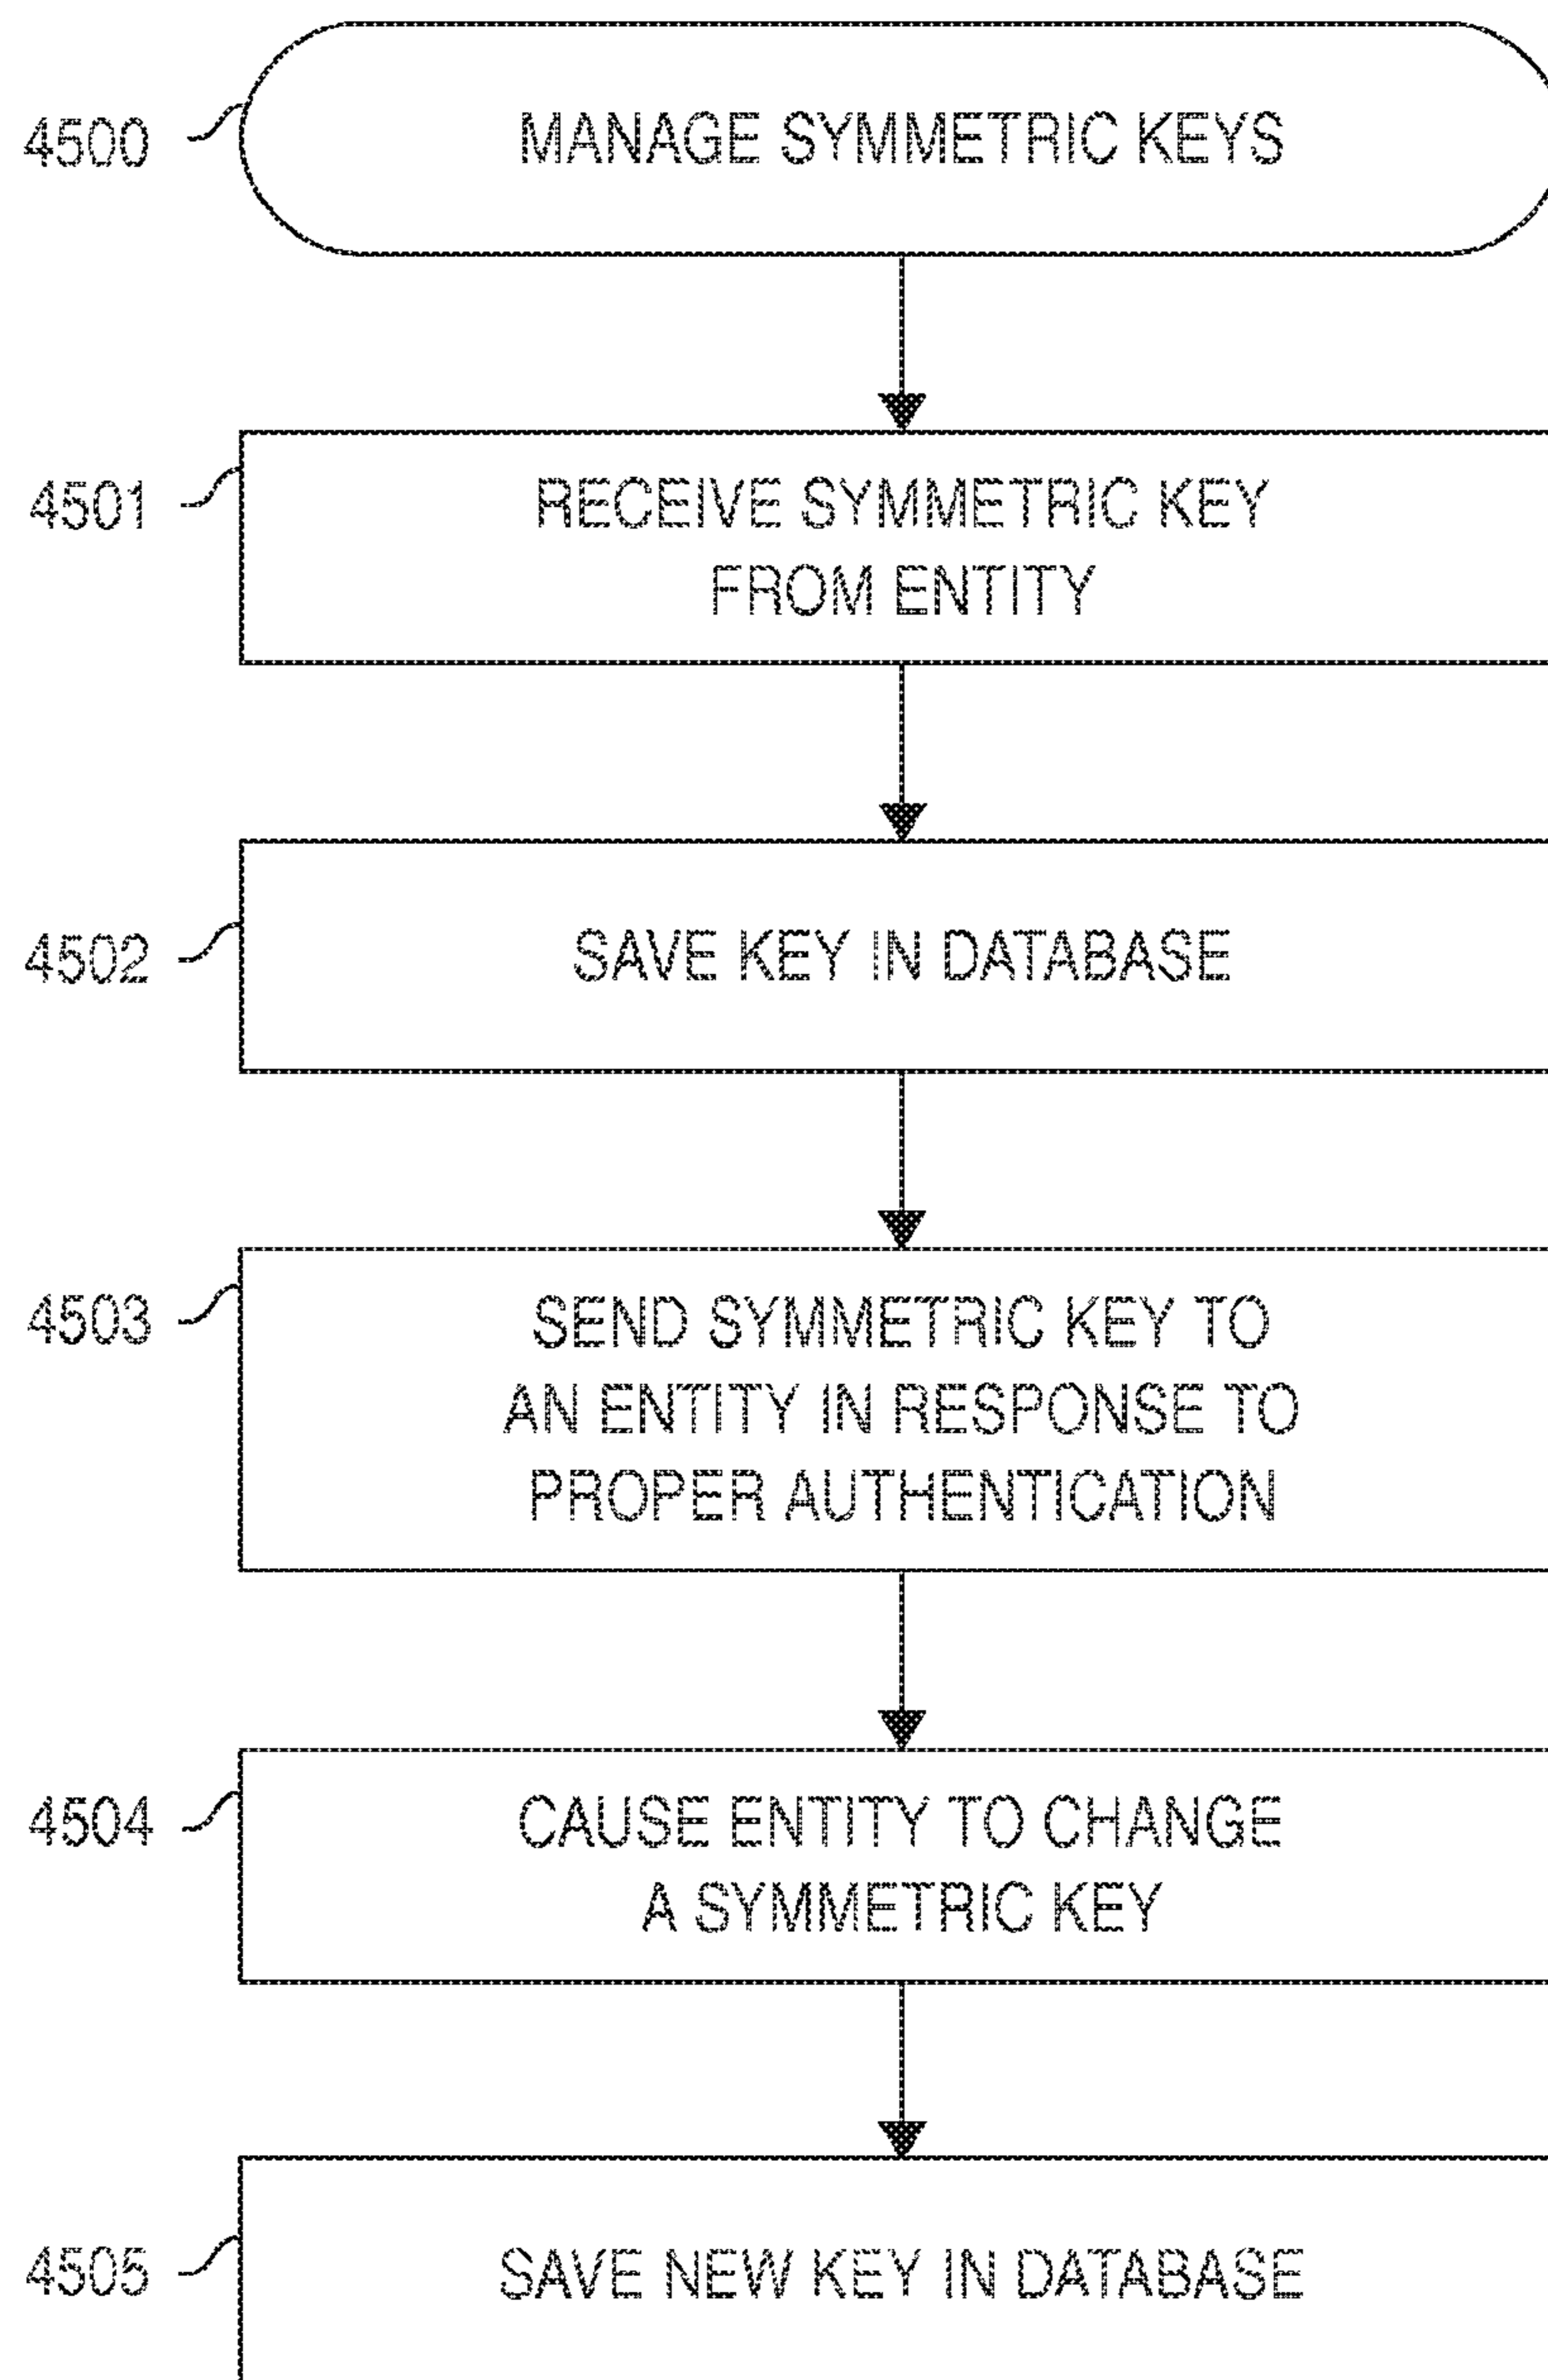 4500
MANAGE SYMMETRIC KEYS
4501
RECEIVE SYMMETRIC KEY
FROM ENTITY
4502
SAVE KEY IN DATABASE
4503
SEND SYMMETRIC KEY TO
AN ENTITY IN RESPONSE TO
PROPER AUTHENTICATION
4504
CAUSE ENTITY TO CHANGE
A SYMMETRIC KEY
4505
SAVE NEW KEY IN DATABASE